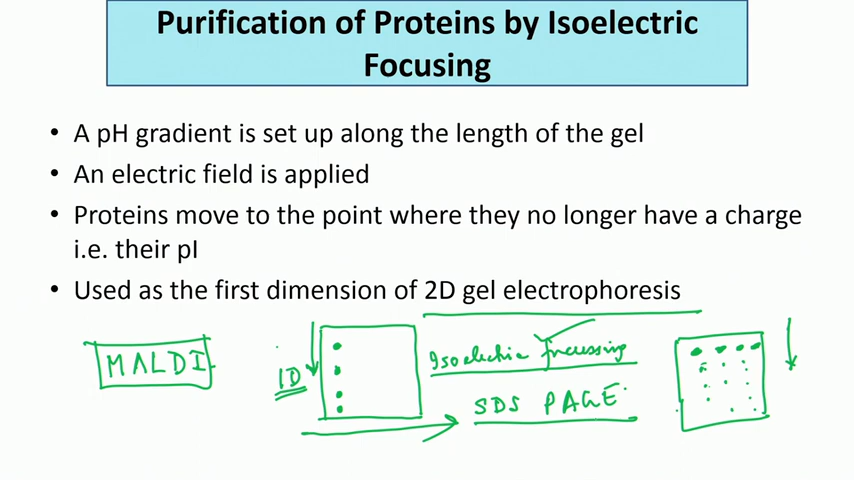 Purification of Proteins by Isoelectric
Focusing
• A pH gradient is set up along the length of the gel
• An electric field is applied
• Proteins move to the point where they no longer have a charge
i.e. their pI
• Used as the first dimension of 2D gel electrophoresis
MALDI
1D
Isoelectric focussing
SDS PAGE